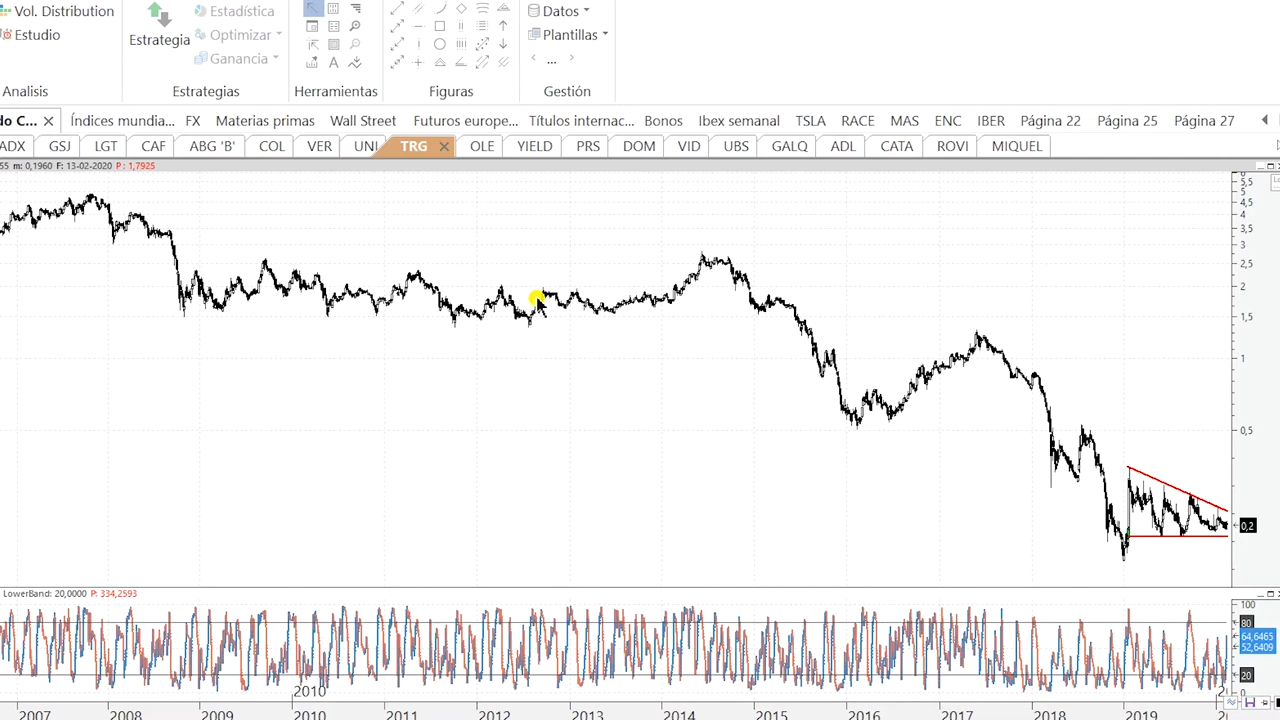 Vol. Distribution
Estadística
Datos
Estudio
Estrategia
Optimizar
Plantillas
Ganancia
...
Analisis
Estrategias
Herramientas
Figuras
Gestión
do C... Índices mundia... FX Materias primas Wall Street Futuros europe... Títulos internac... Bonos Ibex semanal TSLA RACE MAS ENC IBER Página 22 Página 25 Página 27
ADX GSJ LGT CAF ABG 'B' COL VER UNI TRG OLE YIELD PRS DOM VID UBS GALQ ADL CATA ROVI MIQUEL
55 m: 0,1960 F: 13-02-2020 P: 1,7925
5,5
5
4,5
4
3,5
3
2,5
2
1,5
1
0,5
0,2
LowerBand: 20,0000 P: 334,2593
100
80
64,6465
52,6409
20
0
2010
2007 2008 2009 2010 2011 2012 2013 2014 2015 2016 2017 2018 2019